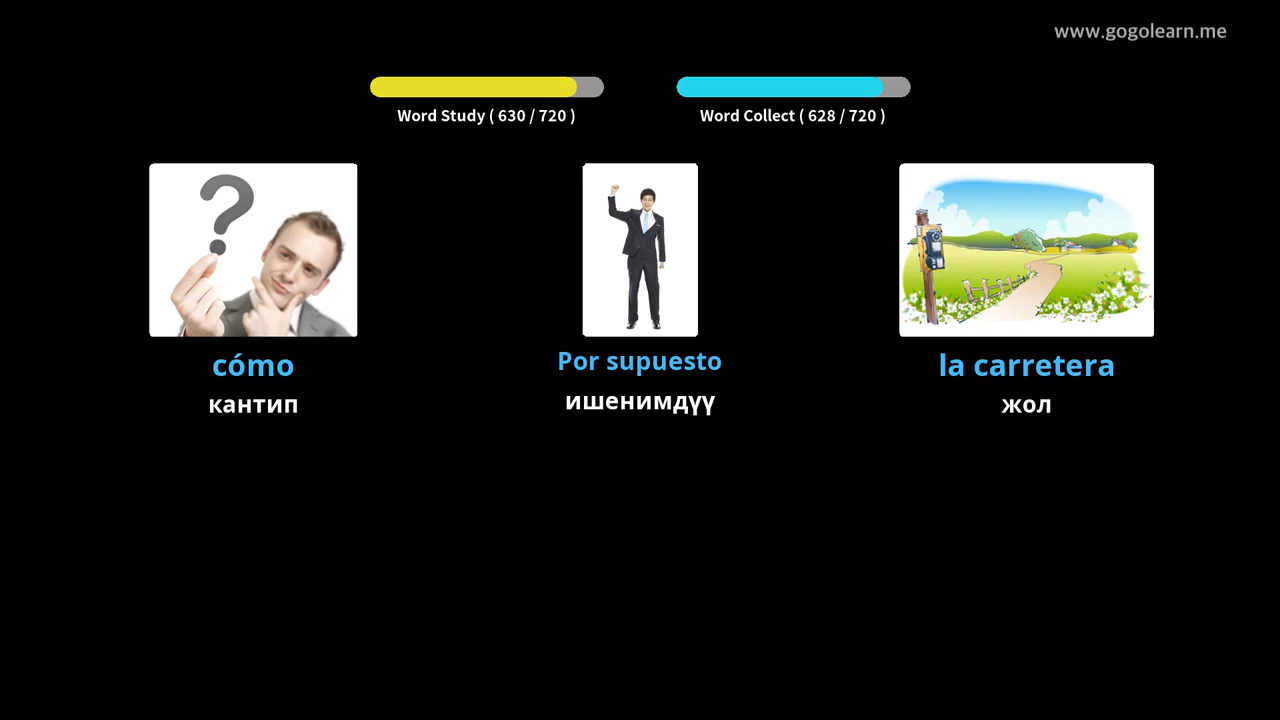 www.gogolearn.me
Word Study ( 630 / 720 )
Word Collect ( 628 / 720 )
cómo
кантип
Por supuesto
ишенимдүү
la carretera
жол